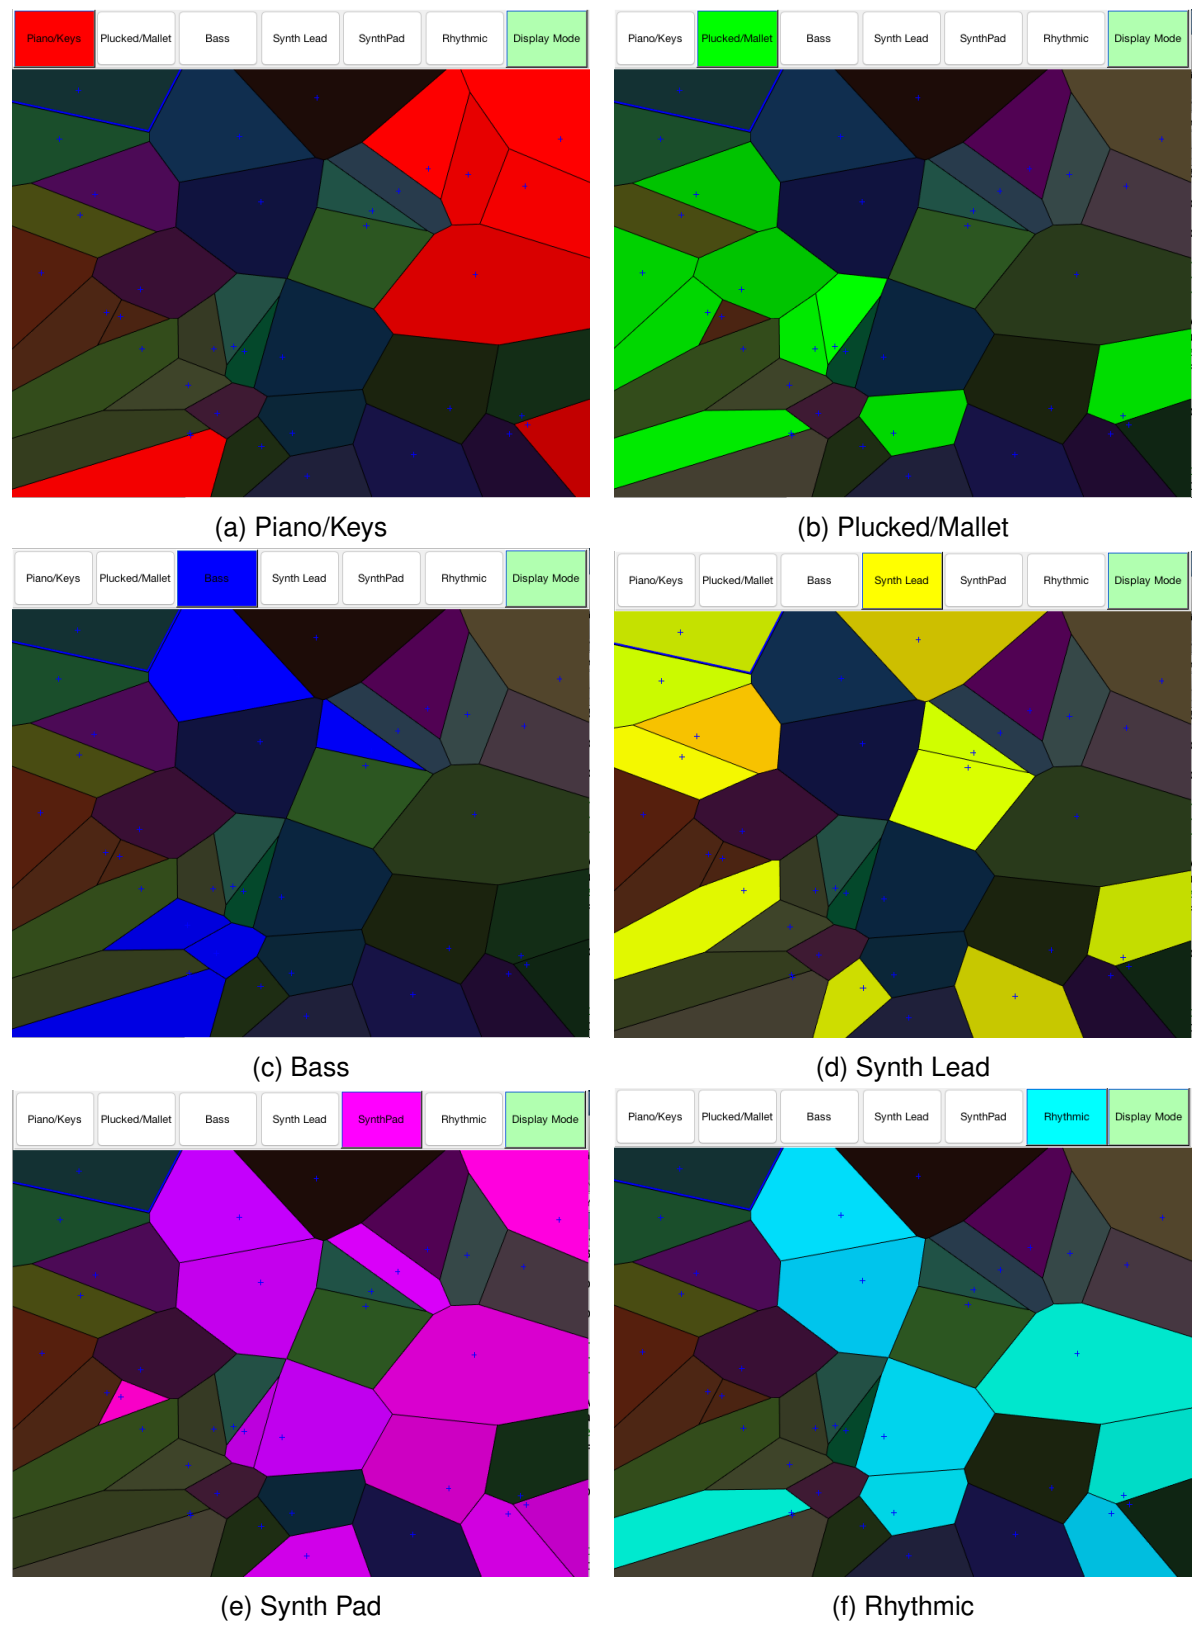 Piano/Keys Plucked/Mallet Bass Synth Lead SynthPad Rhythmic Display Mode
Piano/Keys Plucked/Mallet Bass Synth Lead SynthPad Rhythmic Display Mode
(a) Piano/Keys
(b) Plucked/Mallet
Piano/Keys Plucked/Mallet Bass Synth Lead SynthPad Rhythmic Display Mode
Piano/Keys Plucked/Mallet Bass Synth Lead SynthPad Rhythmic Display Mode
(c) Bass
(d) Synth Lead
Piano/Keys Plucked/Mallet Bass Synth Lead SynthPad Rhythmic Display Mode
Piano/Keys Plucked/Mallet Bass Synth Lead SynthPad Rhythmic Display Mode
(e) Synth Pad
(f) Rhythmic